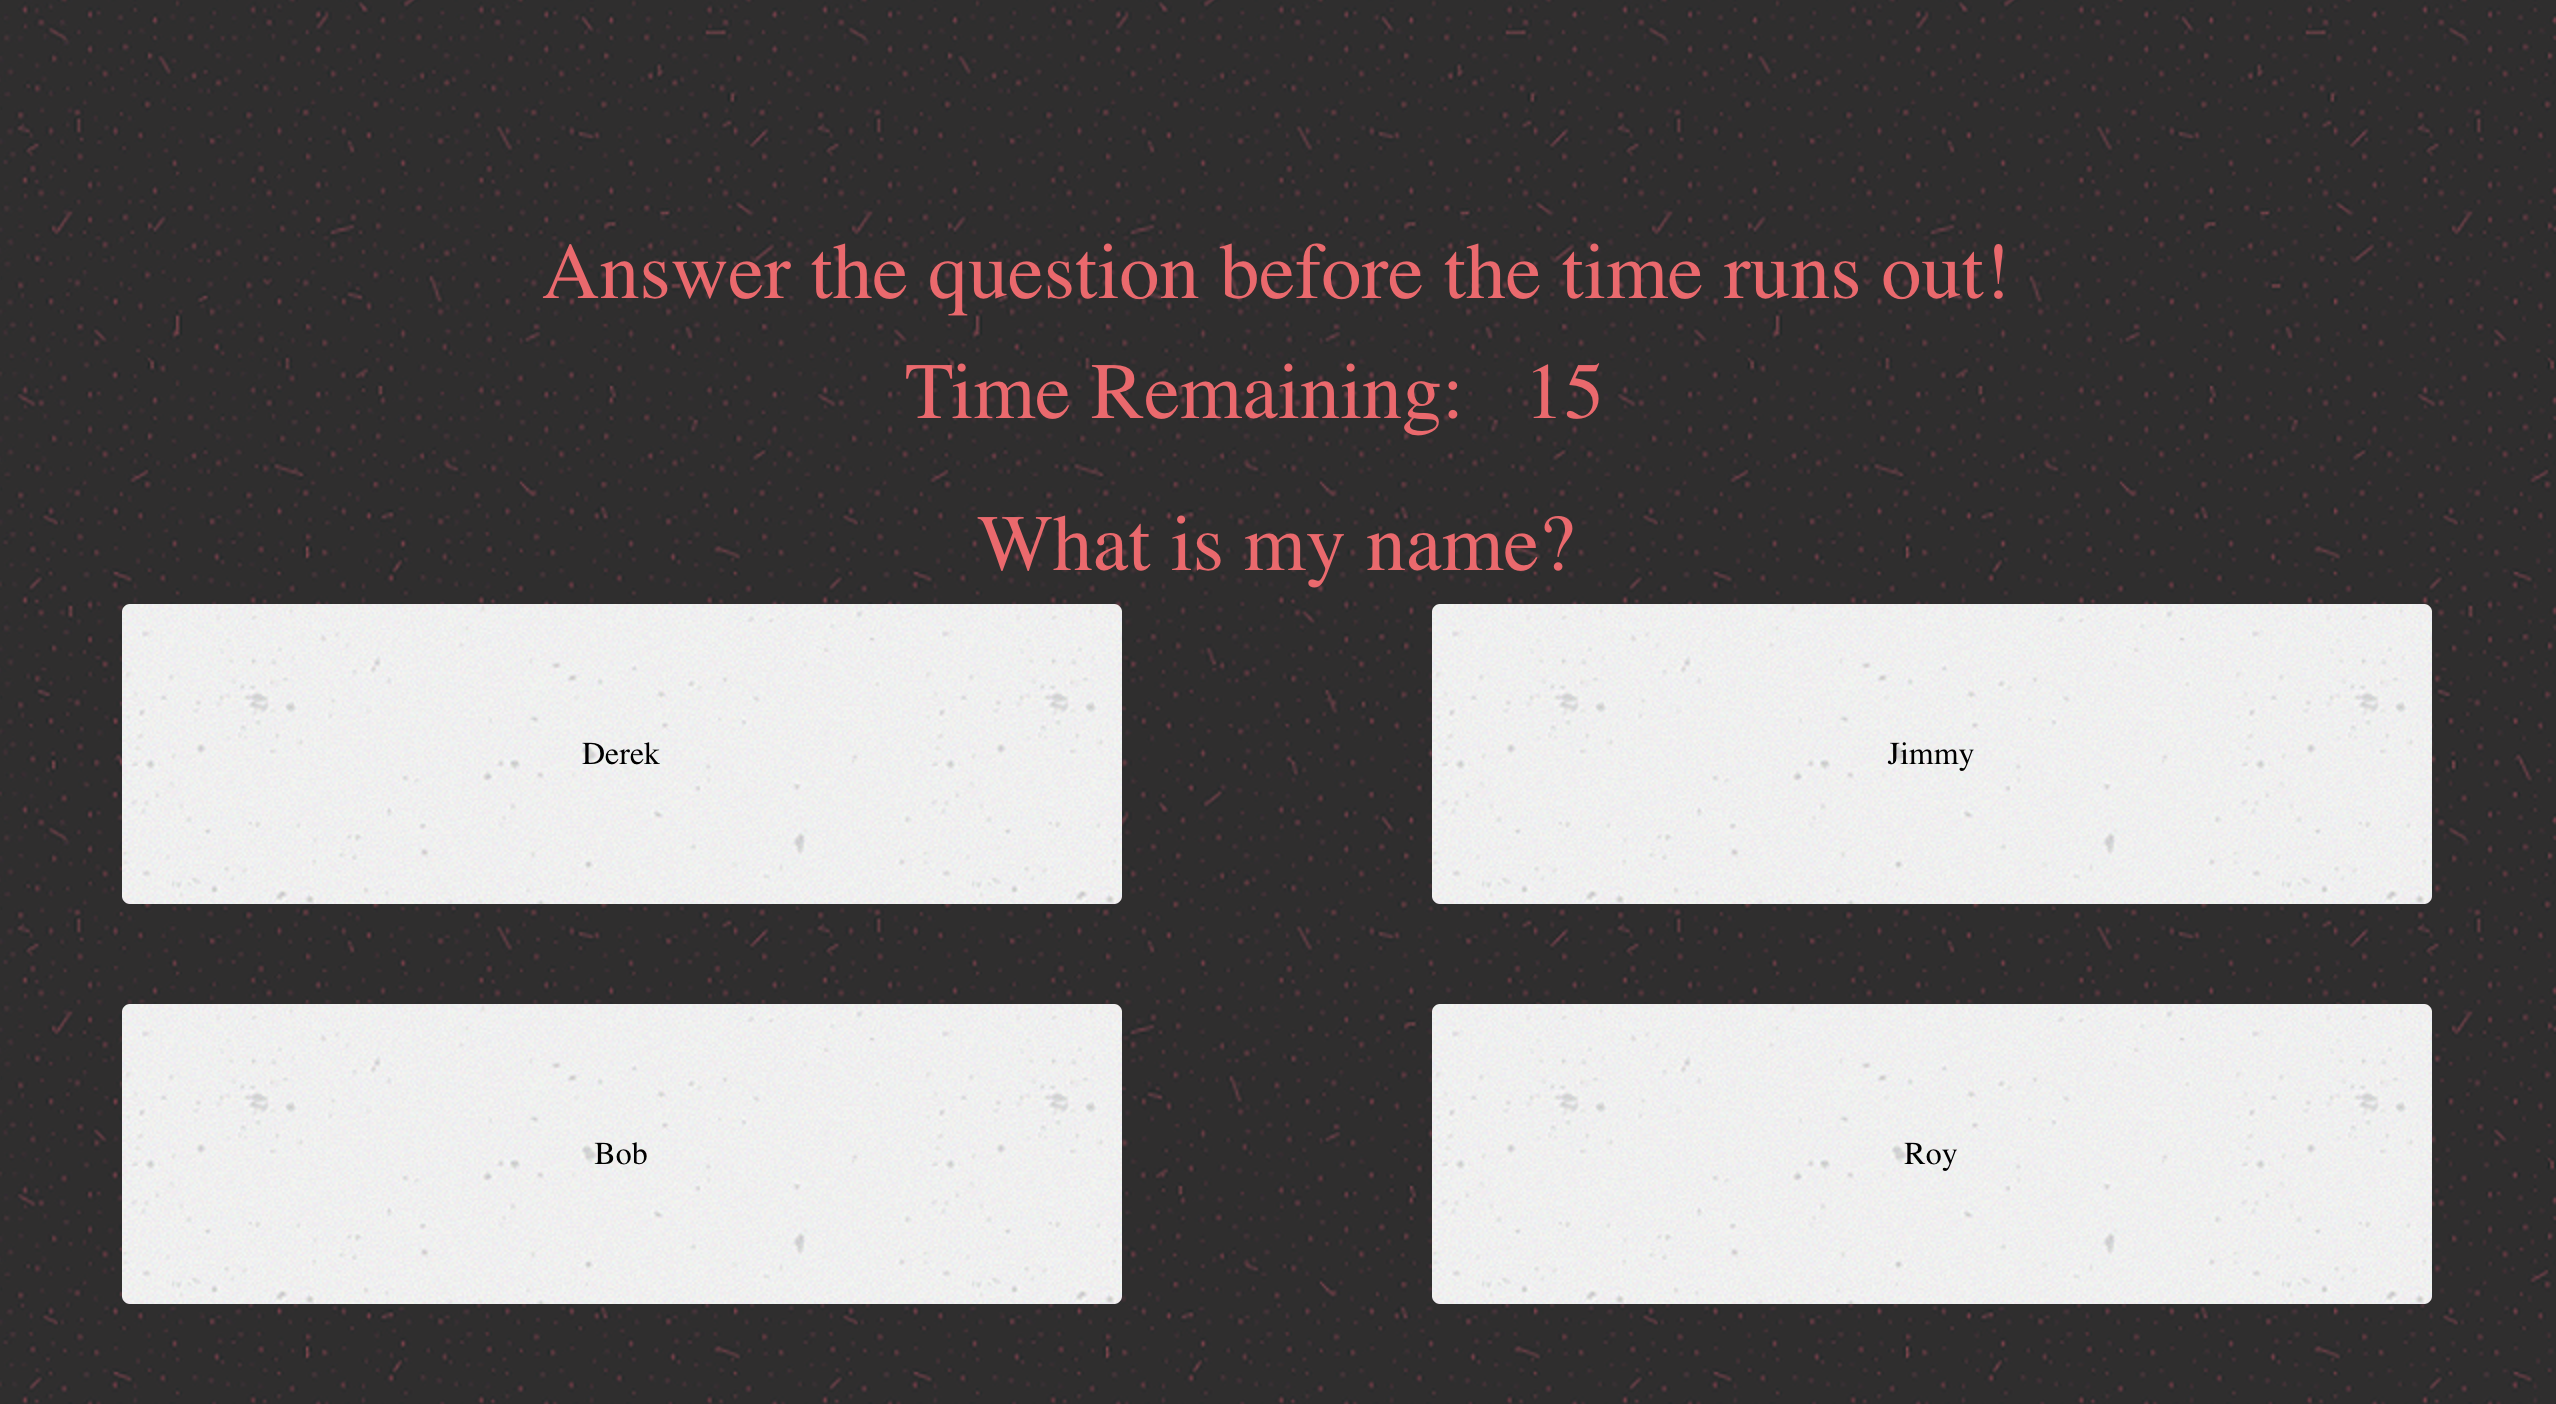 Answer the question before the time runs out!
Time Remaining: 15
What is my name?
Derek
Jimmy
Bob
Roy